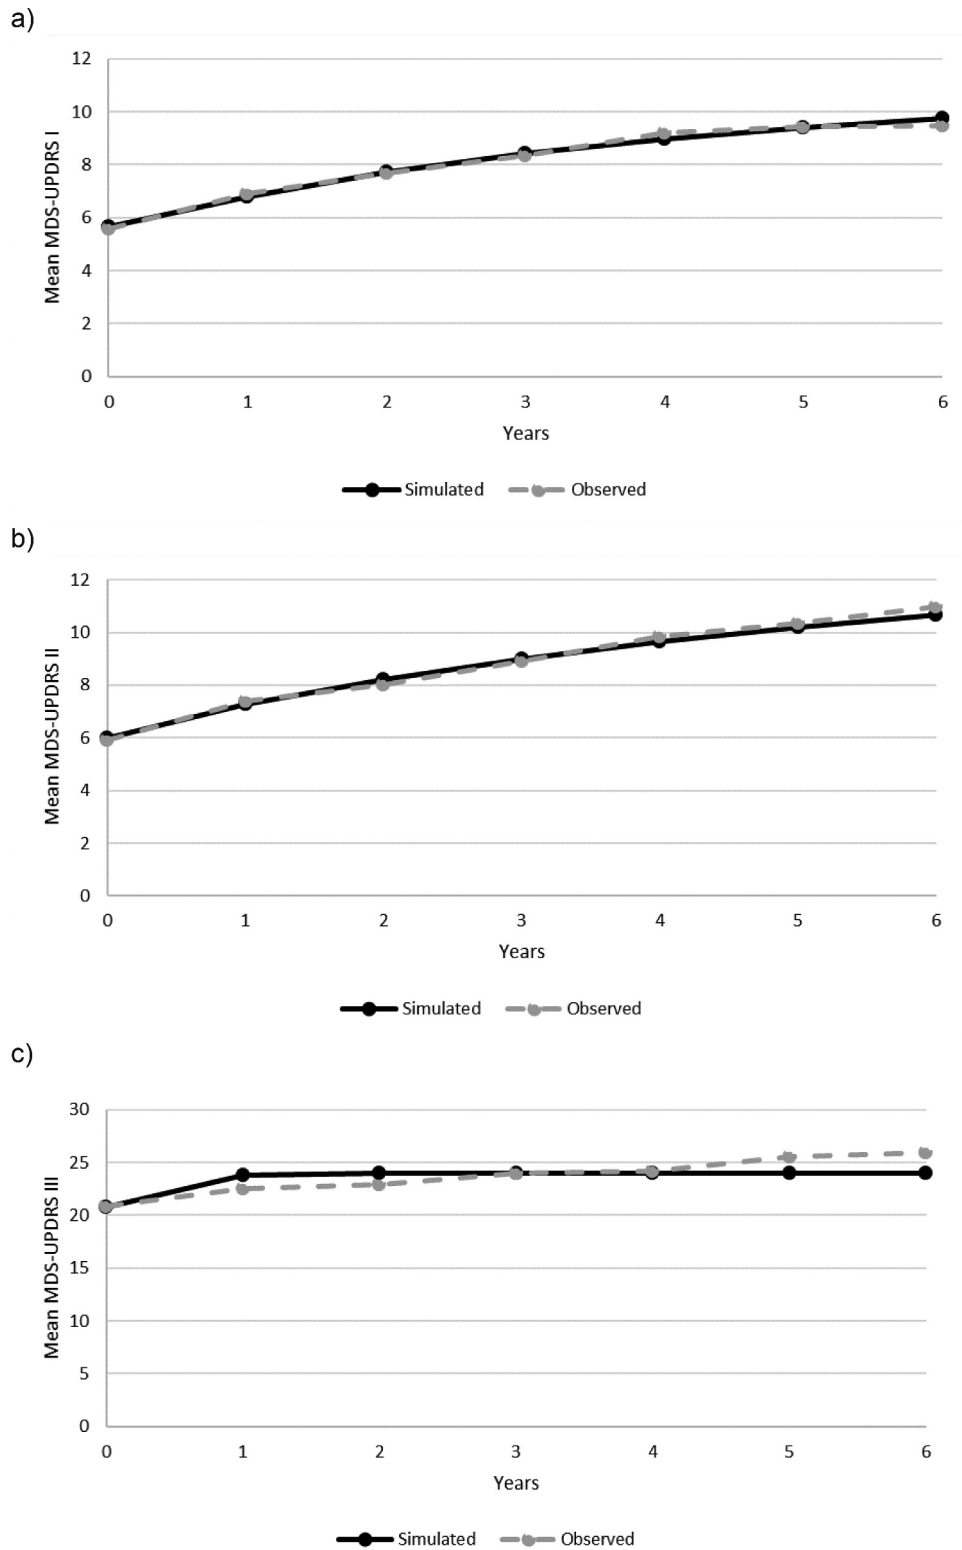 a)
12
10
8
6
4
2
0
Mean MDS-UPDRS I
0 1 2 3 4 5 6
Years
Simulated Observed
b)
12
10
8
6
4
2
0
Mean MDS-UPDRS II
0 1 2 3 4 5 6
Years
Simulated Observed
c)
30
25
20
15
10
5
0
Mean MDS-UPDRS III
0 1 2 3 4 5 6
Years
Simulated Observed